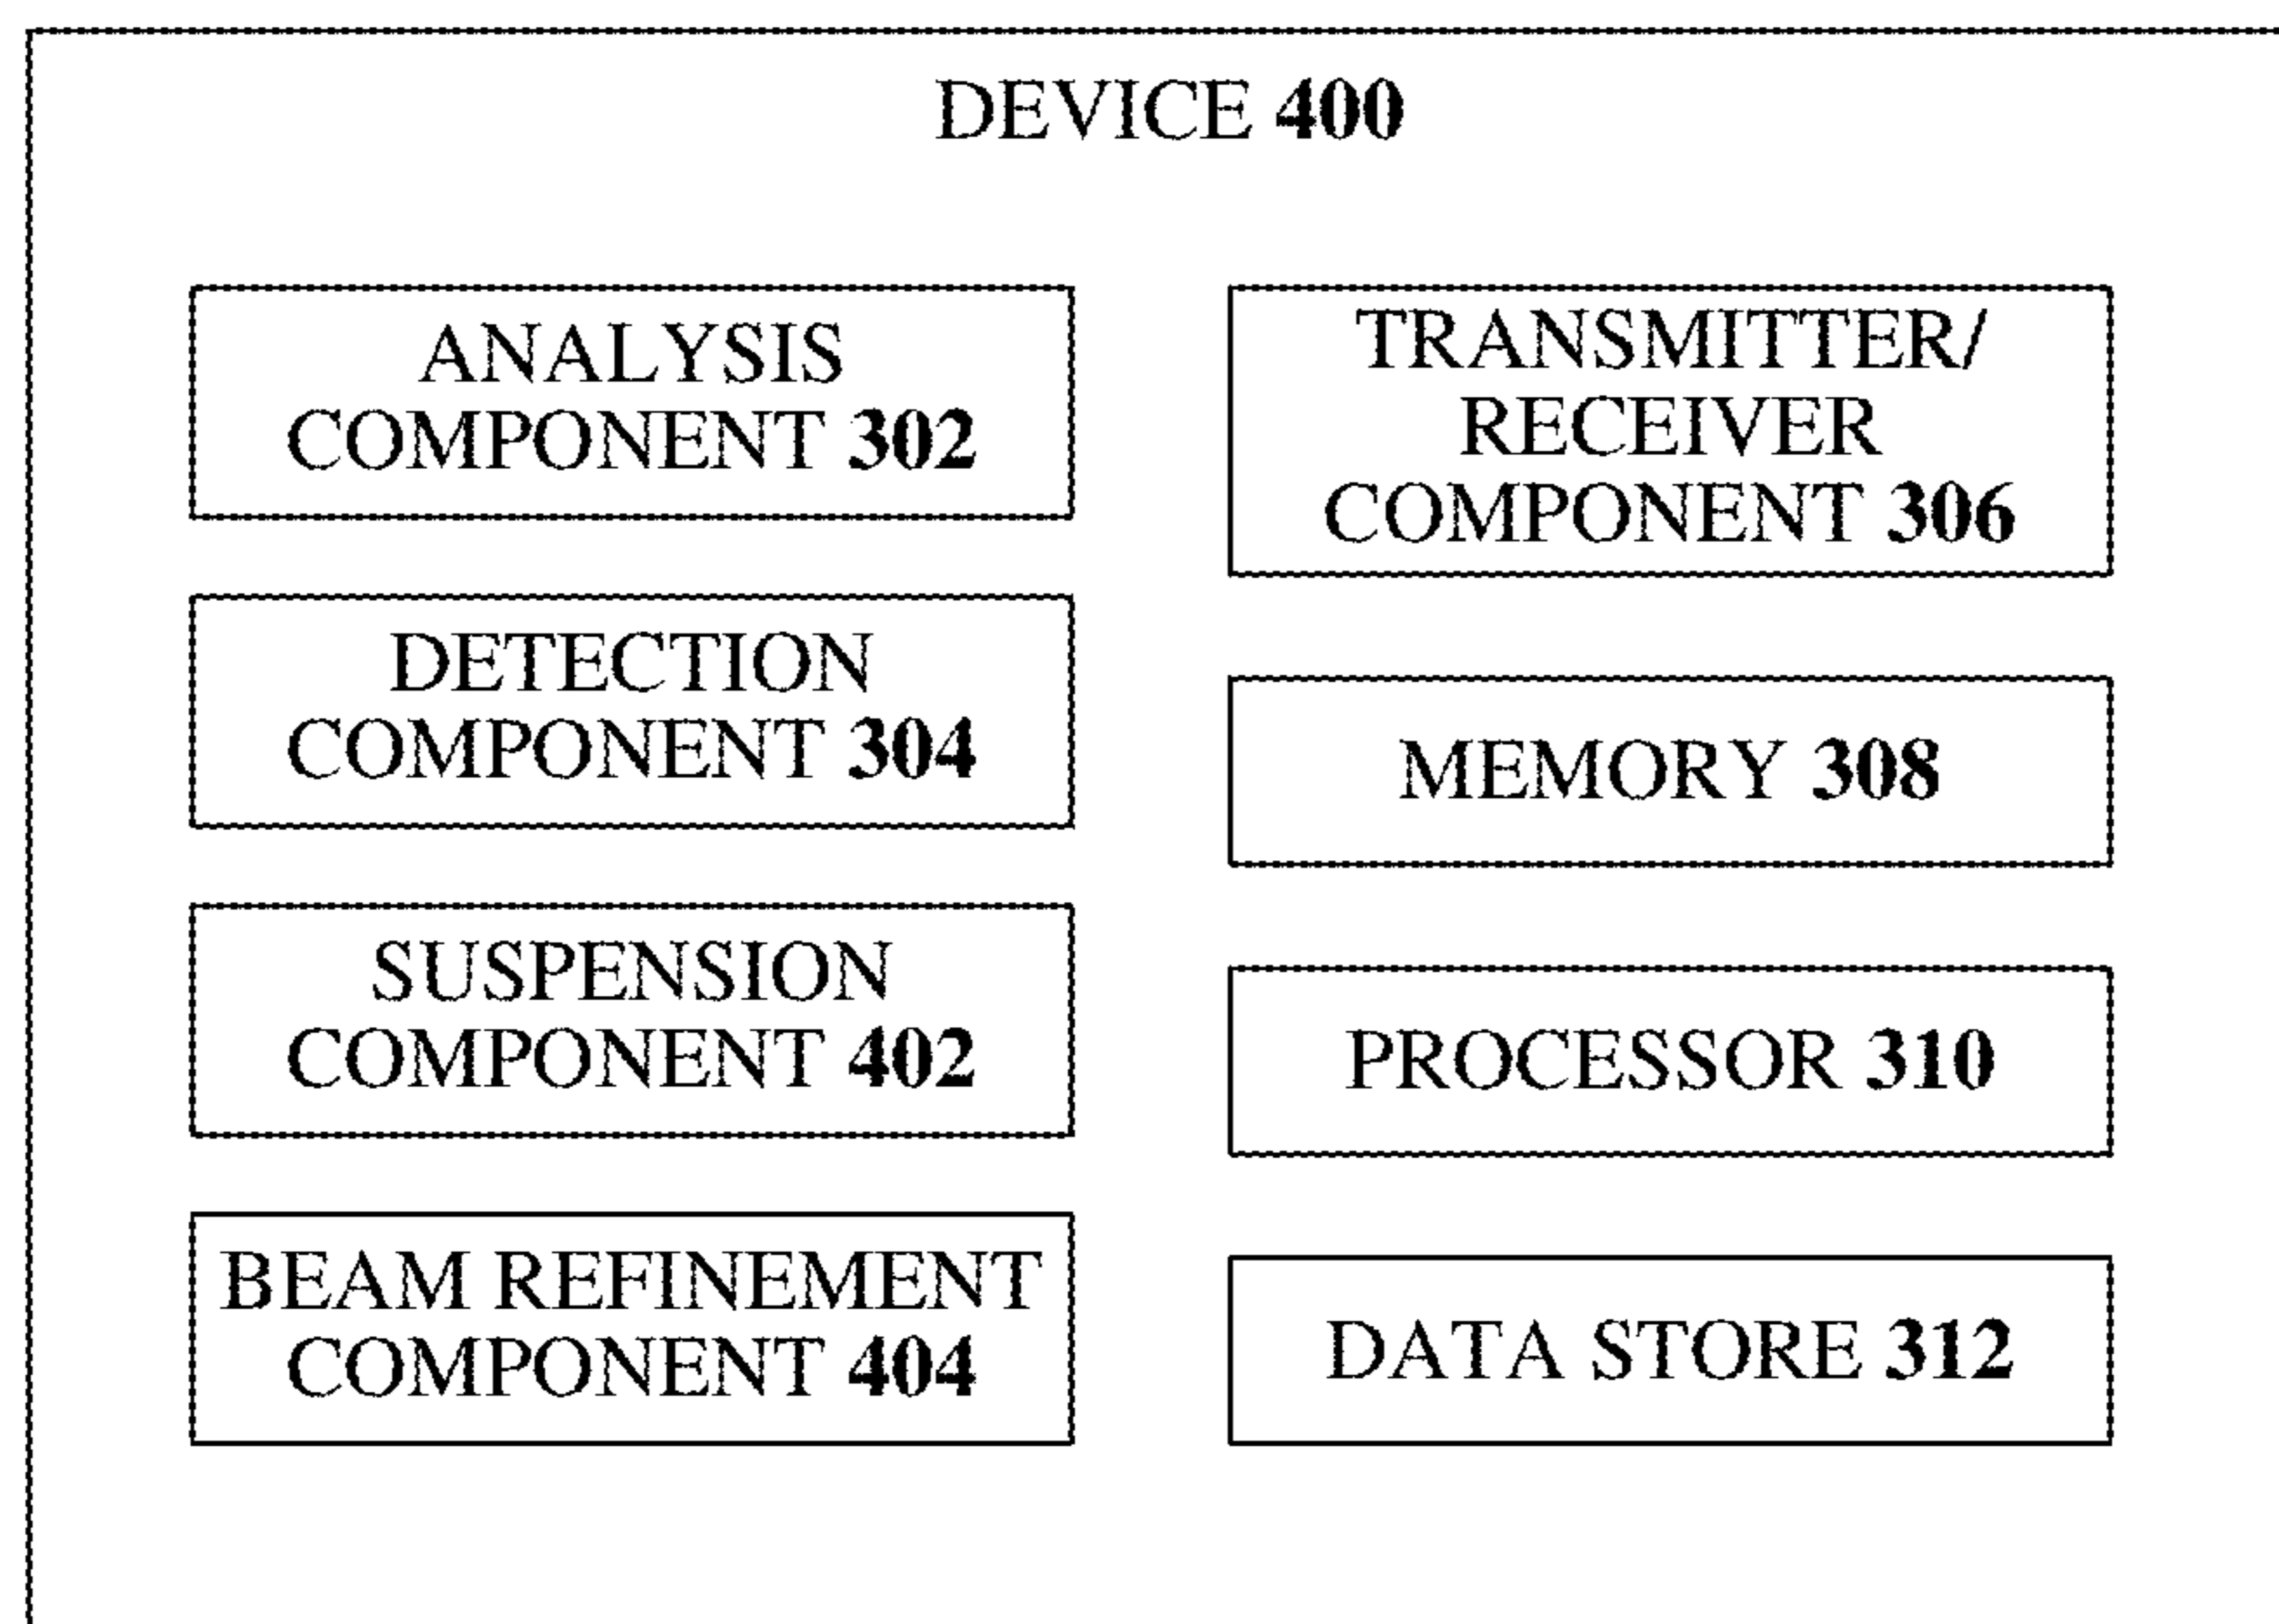 DEVICE 400
ANALYSIS
COMPONENT 302
DETECTION
COMPONENT 304
SUSPENSION
COMPONENT 402
BEAM REFINEMENT
COMPONENT 404
TRANSMITTER/
RECEIVER
COMPONENT 306
MEMORY 308
PROCESSOR 310
DATA STORE 312